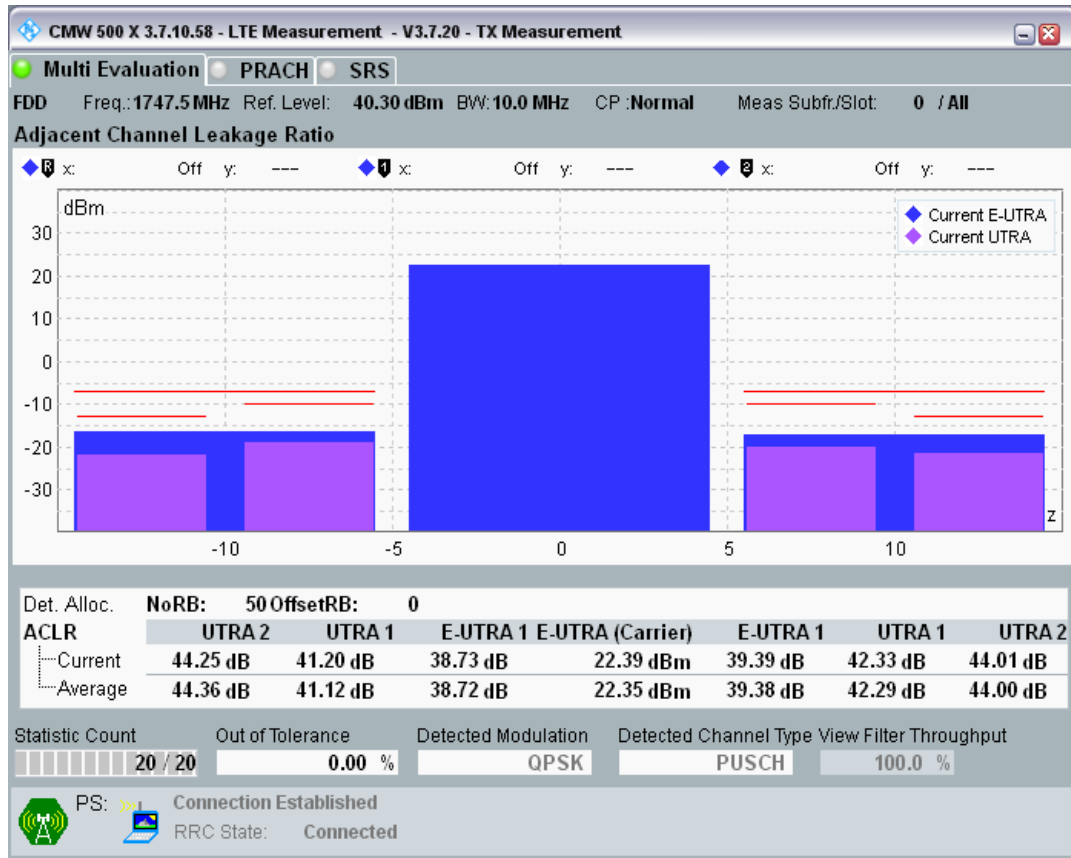 CMW 500 X 3.7.10.58 - LTE Measurement - V3.7.20 - TX Measurement
Multi Evaluation PRACH SRS
FDD Freq.:1747.5 MHz Ref. Level: 40.30 dBm BW:10.0 MHz CP :Normal Meas Subfr./Slot: 0 / All
Adjacent Channel Leakage Ratio
R x: Off y: --- 1 x: Off y: --- 2 x: Off y: ---
dBm
Current E-UTRA
Current UTRA
30
20
10
0
-10
-20
-30
z
-10 -5 0 5 10
Det. Alloc. NoRB: 50 OffsetRB: 0
ACLR UTRA 2 UTRA 1 E-UTRA 1 E-UTRA (Carrier) E-UTRA 1 UTRA 1 UTRA 2
Current 44.25 dB 41.20 dB 38.73 dB 22.39 dBm 39.39 dB 42.33 dB 44.01 dB
Average 44.36 dB 41.12 dB 38.72 dB 22.35 dBm 39.38 dB 42.29 dB 44.00 dB
Statistic Count Out of Tolerance Detected Modulation Detected Channel Type View Filter Throughput
20 / 20 0.00 % QPSK PUSCH 100.0 %
PS: Connection Established
RRC State: Connected